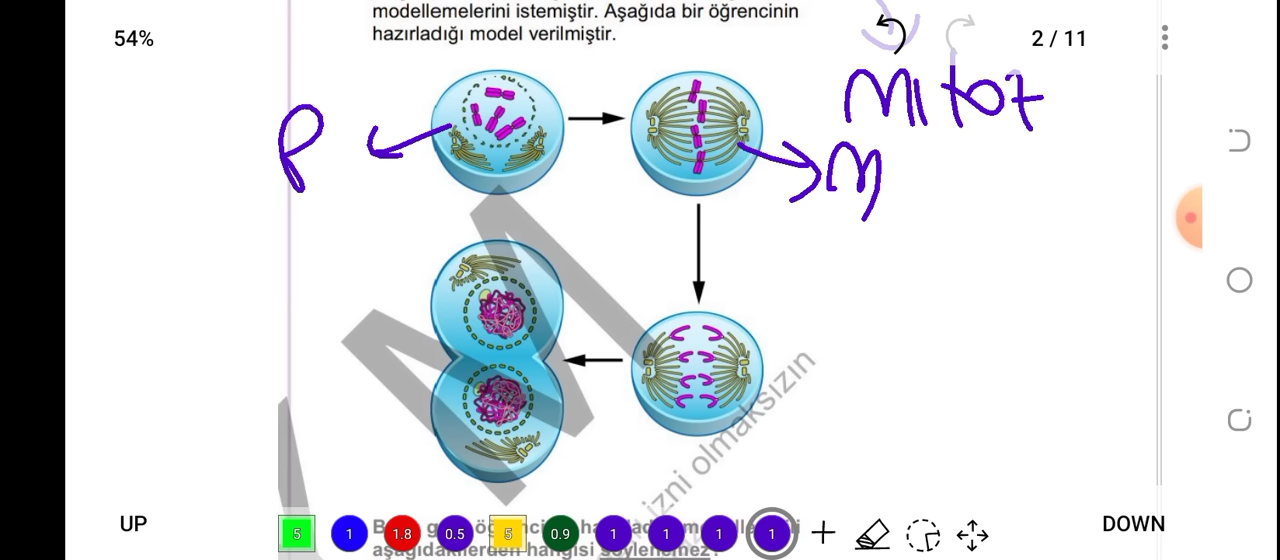 modellemelerini istemiştir. Aşağıda bir öğrencinin
hazırladığı model verilmiştir.
54%
2 / 11
Mitoz
P
M
izni olmaksızın
aşağıdakilerden hangisi söylenemez?
UP
5
1
1.8
0.5
5
0.9
1
1
1
1
DOWN